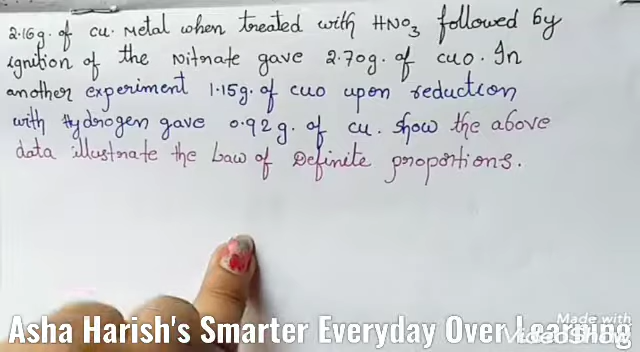 2.16g. of cu. Metal when treated with HNO3 followed by
ignition of the Nitrate gave 2.70g. of cuo. In
another experiment 1.15g. of cuo upon reduction
with Hydrogen gave 0.92g. of cu. show the above
data illustrate the Law of Definite proportions.
Made with
VideoShow
Asha Harish's Smarter Everyday Over Learning